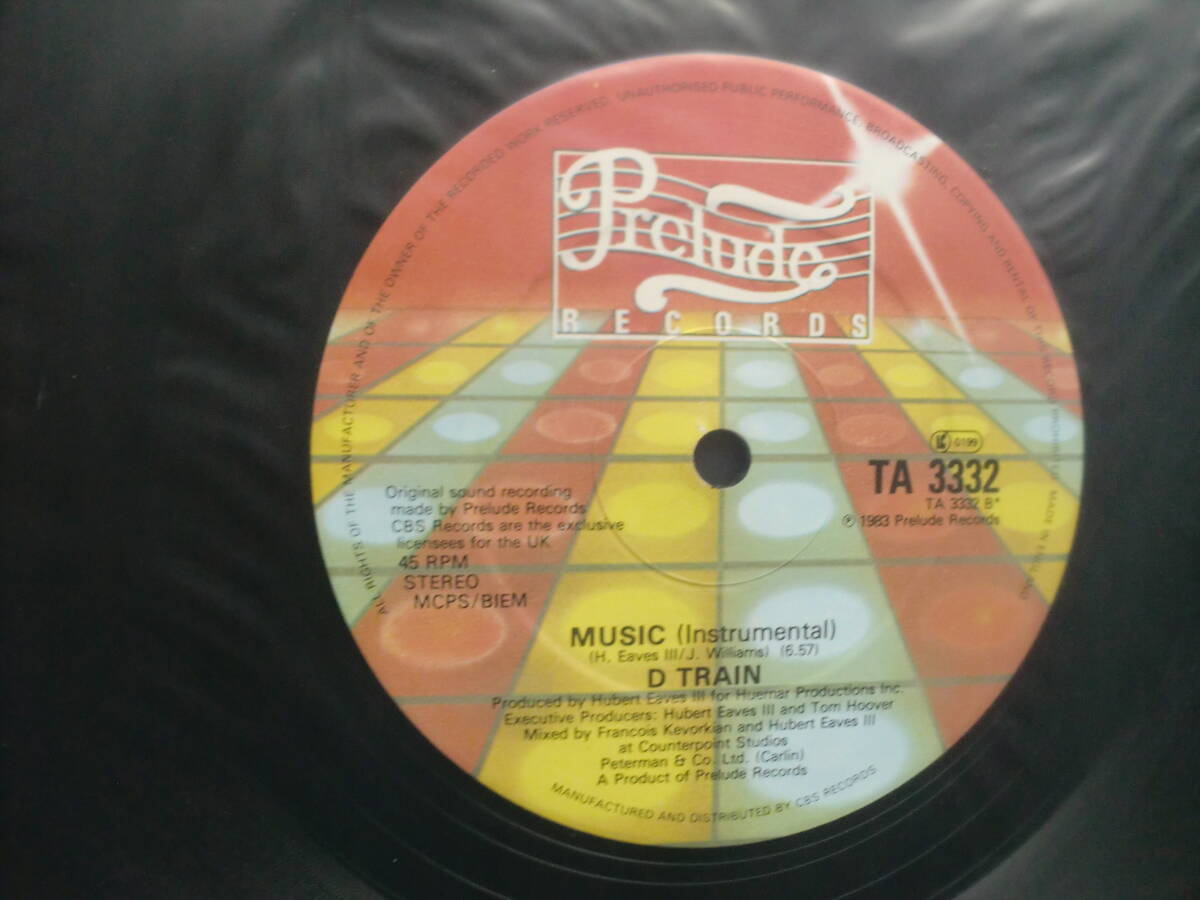 ALL RIGHTS OF THE MANUFACTURER AND OF THE OWNER OF THE RECORDED WORK RESERVED. UNAUTHORISED PUBLIC PERFORMANCE, BROADCASTING, COPYING AND RENTAL OF THE RECORD PROHIBITED. MADE IN ENGLAND
Prelude
RECORDS
0199
TA 3332
TA 3332 B*
℗ 1983 Prelude Records
Original sound recording
made by Prelude Records
CBS Records are the exclusive
licensees for the UK
45 RPM
STEREO
MCPS/BIEM
MUSIC (Instrumental)
(H. Eaves III/J. Williams) (6.57)
D TRAIN
Produced by Hubert Eaves III for Huemar Productions Inc.
Executive Producers: Hubert Eaves III and Tom Hoover
Mixed by Francois Kevorkian and Hubert Eaves III
at Counterpoint Studios
Peterman & Co. Ltd. (Carlin)
A Product of Prelude Records
MANUFACTURED AND DISTRIBUTED BY CBS RECORDS